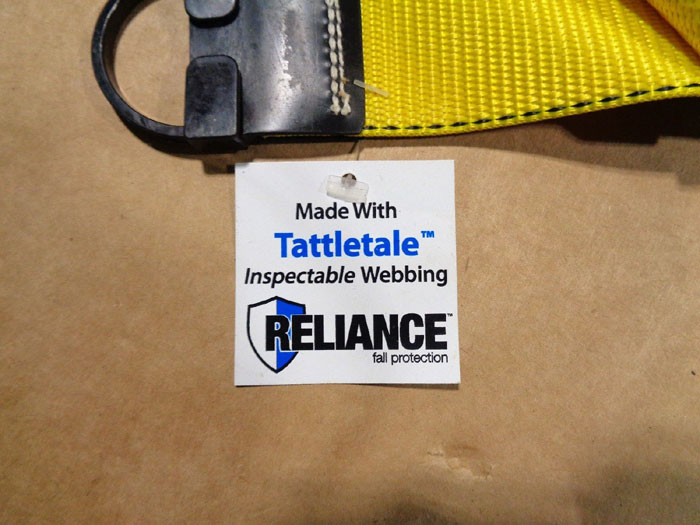 Made With
Tattletale™
Inspectable Webbing
RELIANCE™
fall protection